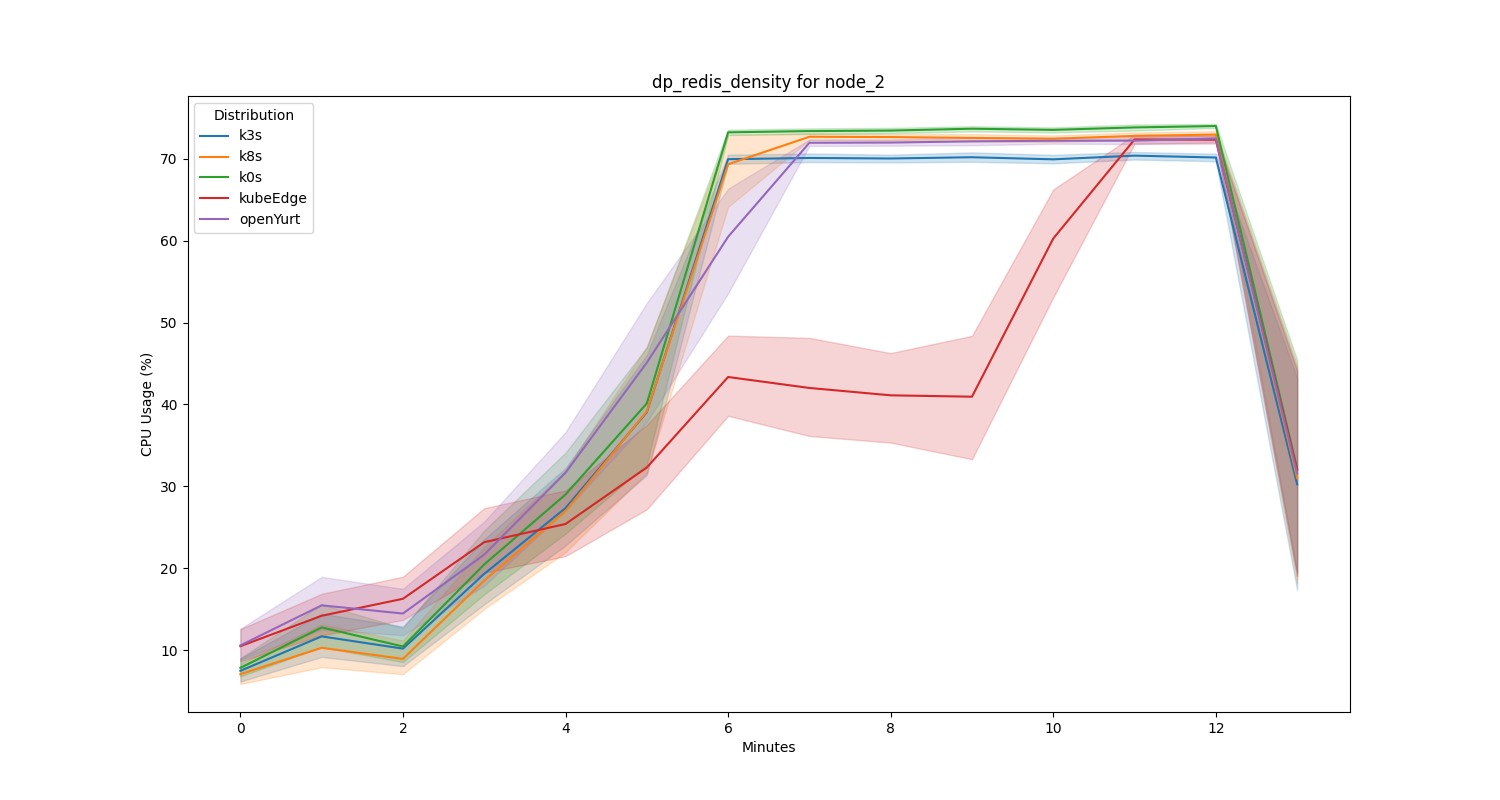 dp_redis_density for node_2
Distribution
k3s
k8s
k0s
kubeEdge
openYurt
CPU Usage (%)
70
60
50
40
30
20
10
0 2 4 6 8 10 12
Minutes